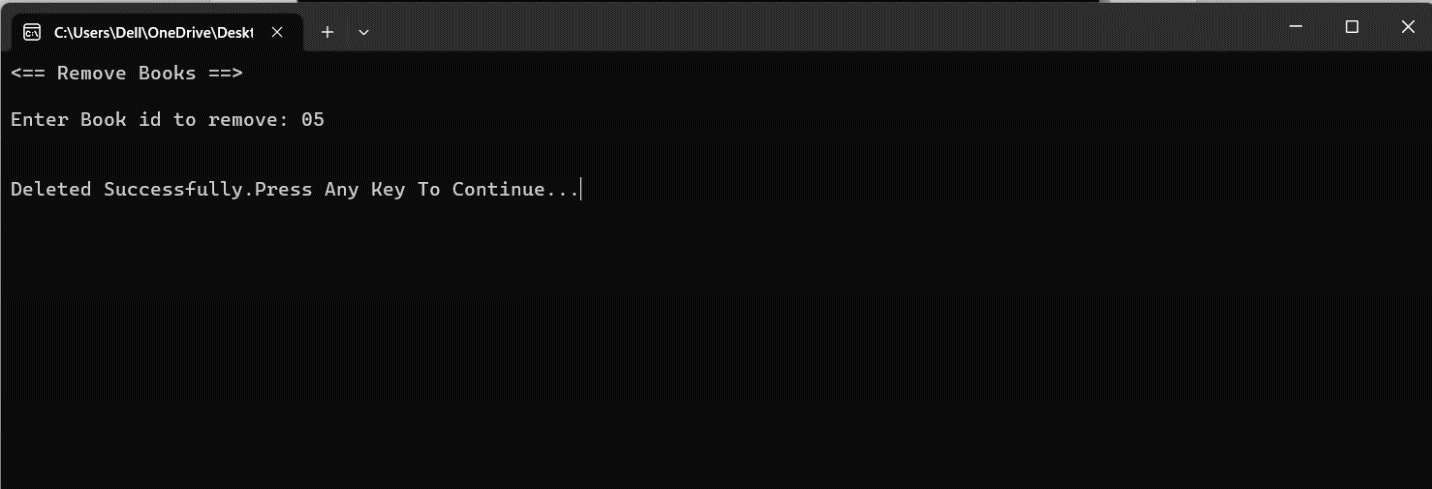 C:\Users\Dell\OneDrive\Deskt
<== Remove Books ==>
Enter Book id to remove: 05
Deleted Successfully.Press Any Key To Continue...